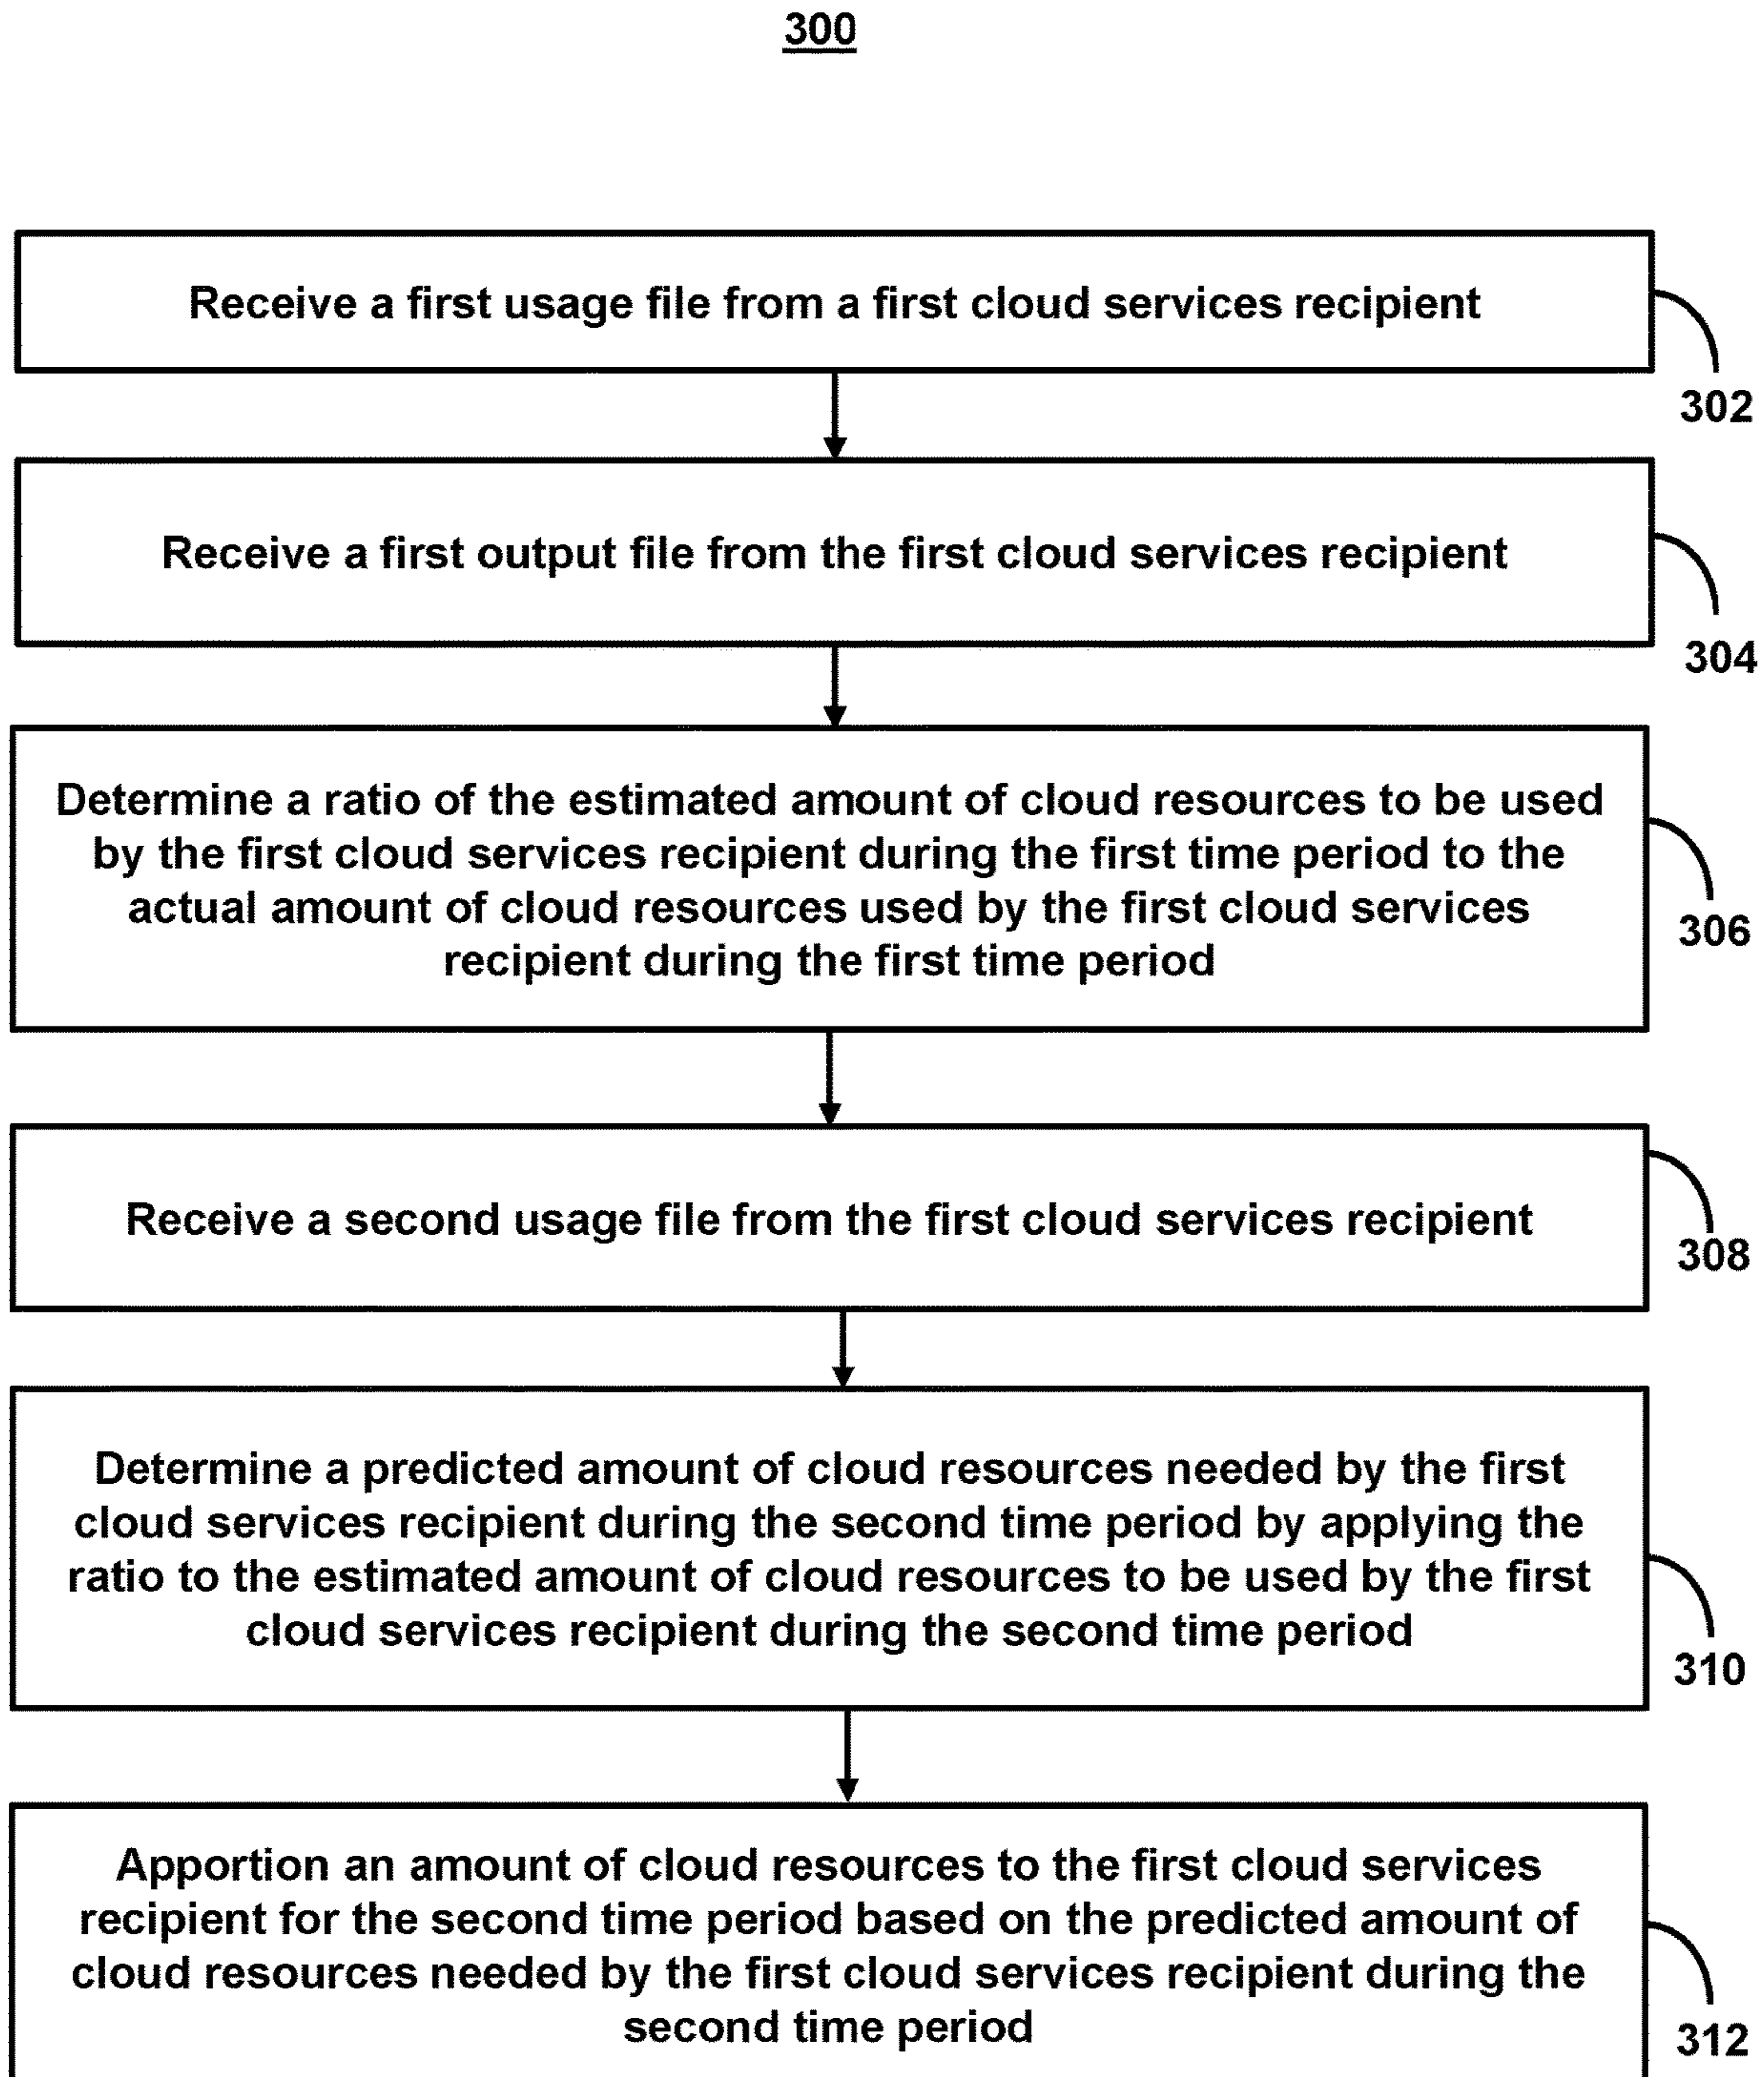 300
Receive a first usage file from a first cloud services recipient
302
Receive a first output file from the first cloud services recipient
304
Determine a ratio of the estimated amount of cloud resources to be used
by the first cloud services recipient during the first time period to the
actual amount of cloud resources used by the first cloud services
recipient during the first time period
306
Receive a second usage file from the first cloud services recipient
308
Determine a predicted amount of cloud resources needed by the first
cloud services recipient during the second time period by applying the
ratio to the estimated amount of cloud resources to be used by the first
cloud services recipient during the second time period
310
Apportion an amount of cloud resources to the first cloud services
recipient for the second time period based on the predicted amount of
cloud resources needed by the first cloud services recipient during the
second time period
312